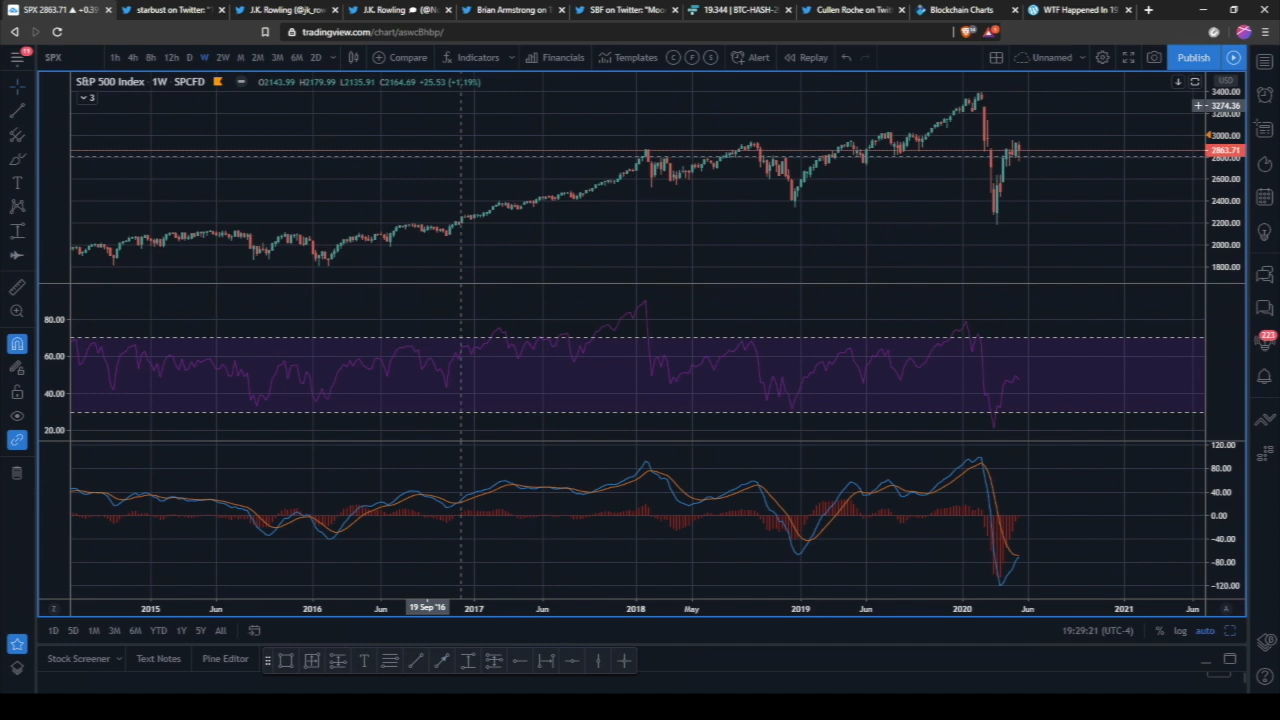 SPX 2863.71 ▲ +0.39
starbust on Twitter: "
J.K. Rowling (@jk_row
J.K. Rowling 💬 (@N
Brian Armstrong on T
SBF on Twitter: "Moo
19.344 | BTC-HASH-2
Cullen Roche on Twit
Blockchain Charts
WTF Happened In 19
tradingview.com/chart/aswcBhbp/
11
SPX
1h 4h 8h 12h D W 2W M 2M 3M 6M 2D
Compare
Indicators
Financials
Templates
C F S
Alert
Replay
Unnamed
Publish
S&P 500 Index · 1W · SPCFD
O2143.99 H2179.99 L2135.91 C2164.69 +25.53 (+1.19%)
3
USD
3400.00
3274.36
3200.00
3000.00
2863.71
2800.00
2600.00
2400.00
2200.00
2000.00
1800.00
80.00
60.00
40.00
20.00
120.00
80.00
40.00
0.00
-40.00
-80.00
-120.00
223
Z 2015 Jun 2016 Jun 19 Sep '16 2017 Jun 2018 May 2019 Jun 2020 Jun 2021 Jun A
1D 5D 1M 3M 6M YTD 1Y 5Y All
19:29:21 (UTC-4)
% log auto
Stock Screener
Text Notes
Pine Editor